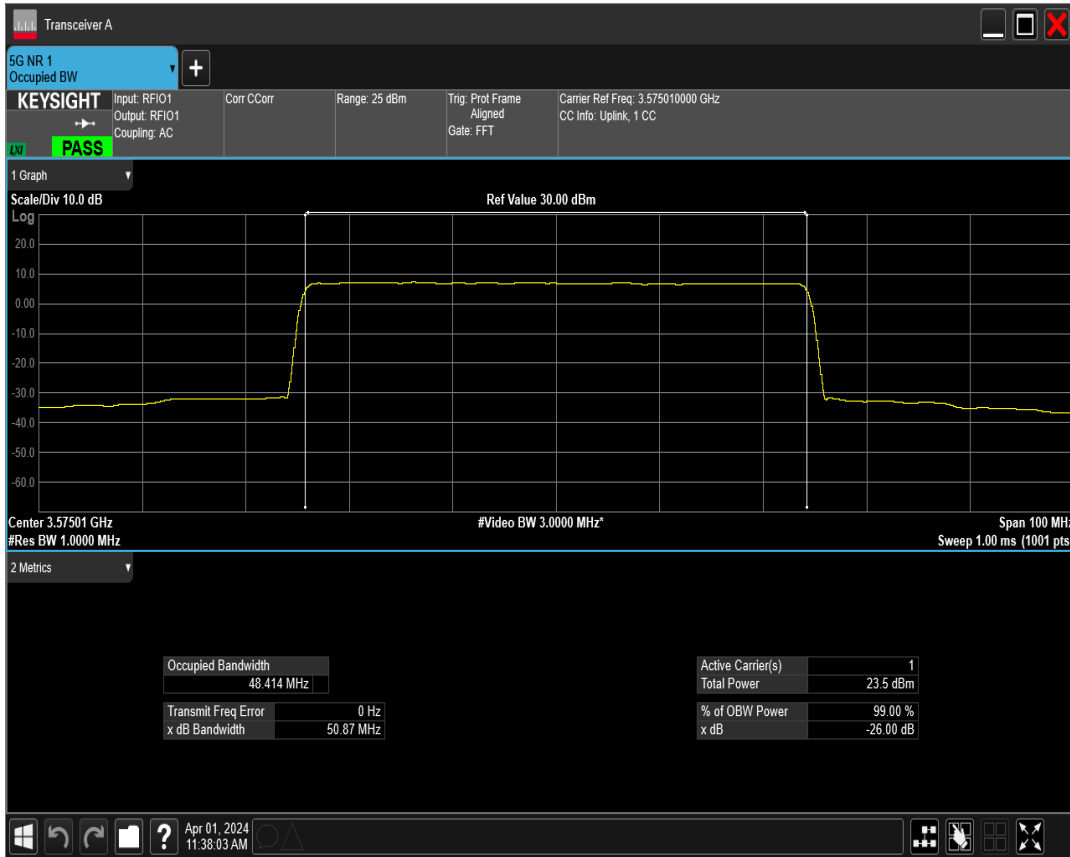 Transceiver A
5G NR 1
Occupied BW
KEYSIGHT
LXI
PASS
Input: RFIO1
Output: RFIO1
Coupling: AC
Corr CCorr
Range: 25 dBm
Trig: Prot Frame
Aligned
Gate: FFT
Carrier Ref Freq: 3.575010000 GHz
CC Info: Uplink, 1 CC
1 Graph
Scale/Div 10.0 dB
Ref Value 30.00 dBm
Log
20.0
10.0
0.00
-10.0
-20.0
-30.0
-40.0
-50.0
-60.0
Center 3.57501 GHz
#Video BW 3.0000 MHz*
Span 100 MHz
#Res BW 1.0000 MHz
Sweep 1.00 ms (1001 pts
2 Metrics
Occupied Bandwidth
48.414 MHz
Transmit Freq Error 0 Hz
x dB Bandwidth 50.87 MHz
Active Carrier(s) 1
Total Power 23.5 dBm
% of OBW Power 99.00 %
x dB -26.00 dB
?
Apr 01, 2024
11:38:03 AM